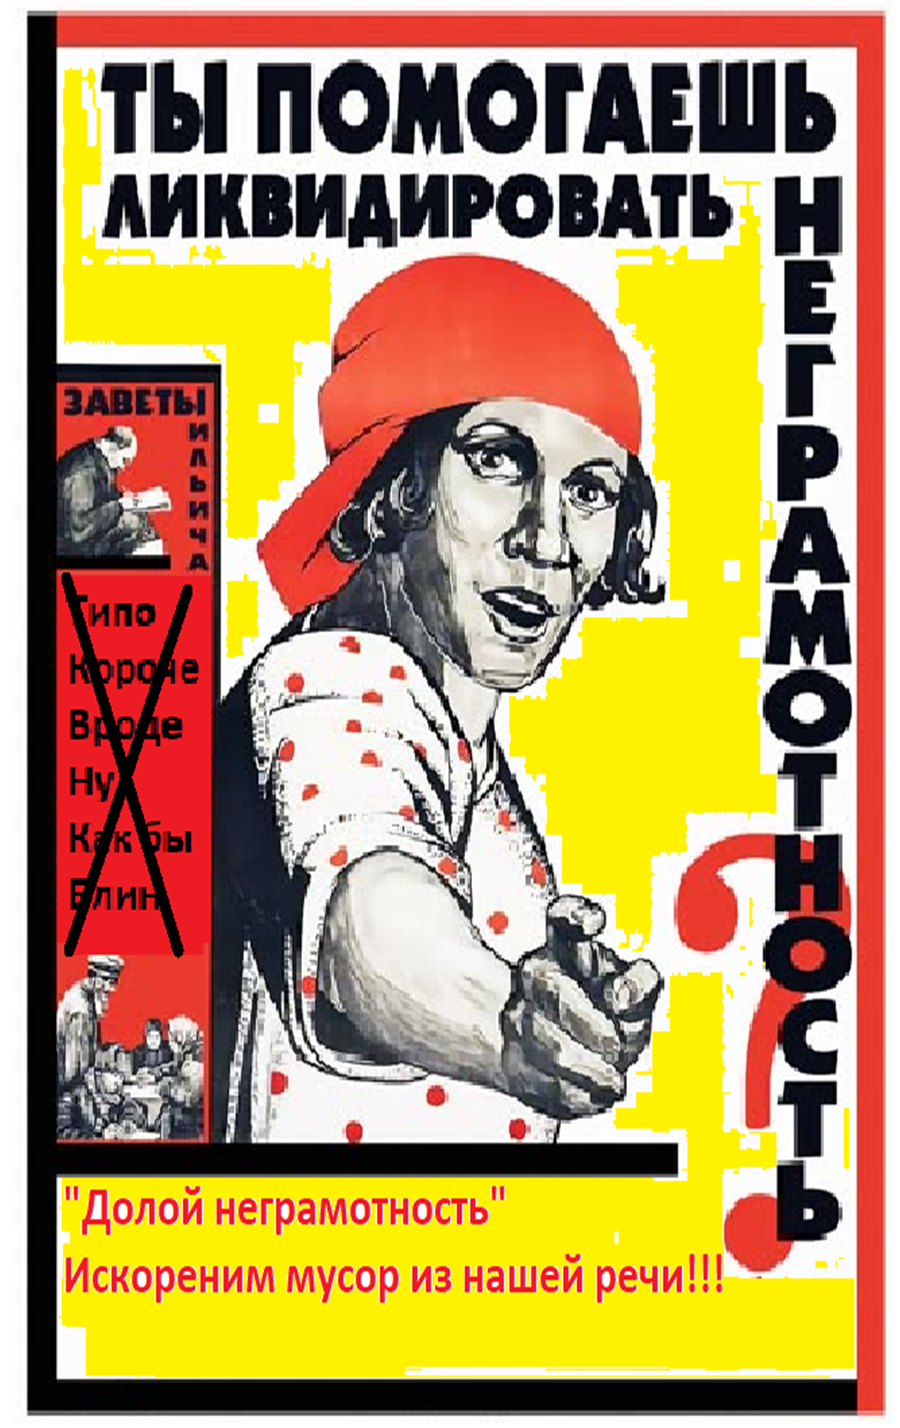 ТЫ ПОМОГАЕШЬ
ЛИКВИДИРОВАТЬ
НЕГРАМОТНОСТЬ
?
ЗАВЕТЫ
ИЛЬИЧА
Типо
Короче
Вроде
Ну
Как бы
Блин
"Долой неграмотность"
Искореним мусор из нашей речи!!!